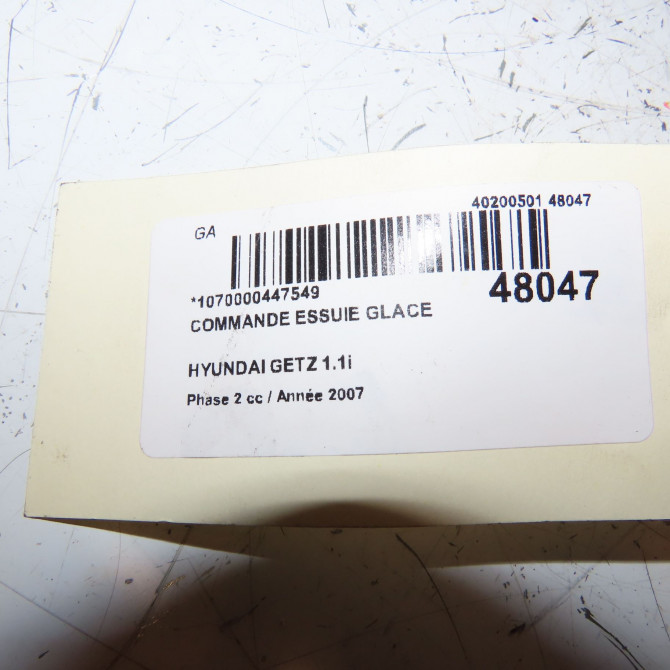 40200501 48047
GA
*1070000447549
48047
COMMANDE ESSUIE GLACE
HYUNDAI GETZ 1.1i
Phase 2 cc / Année 2007